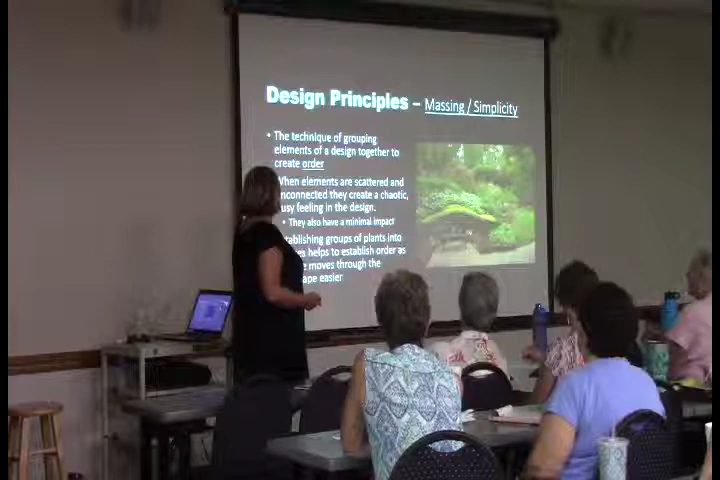 Design Principles – Massing / Simplicity
• The technique of grouping
elements of a design together to
create order
When elements are scattered and
they create a chaotic,
feeling in the design.
• They also have a minimal impact
groups of plants into
helps to establish order as
moves through the
easier